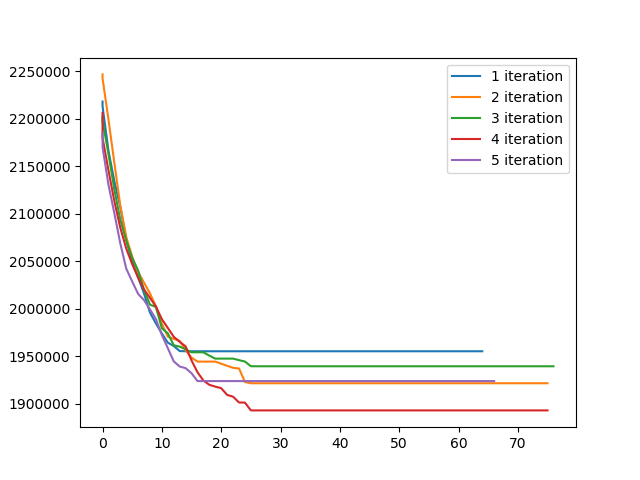 2250000
2200000
2150000
2100000
2050000
2000000
1950000
1900000
0 10 20 30 40 50 60 70
1 iteration
2 iteration
3 iteration
4 iteration
5 iteration